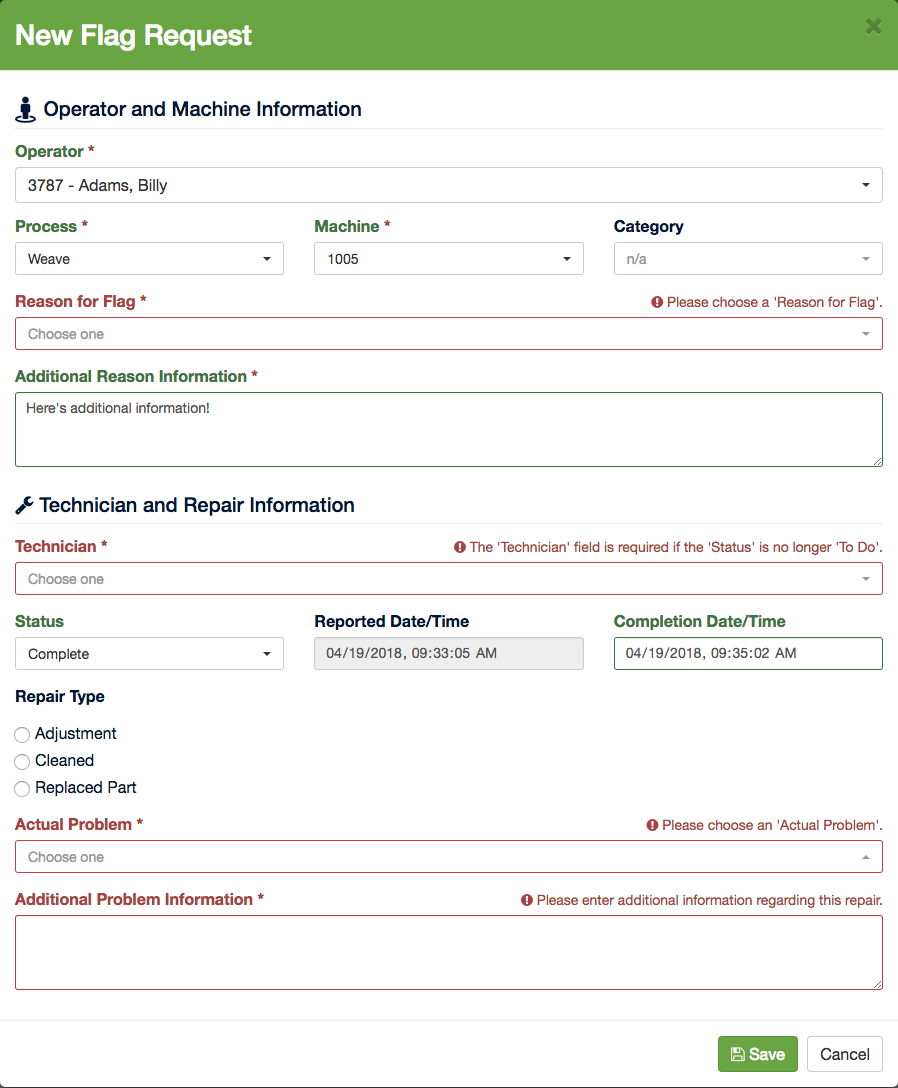 New Flag Request
Operator and Machine Information
Operator *
3787 - Adams, Billy
Process * Machine * Category
Weave 1005 n/a
Reason for Flag * Please choose a 'Reason for Flag'.
Choose one
Additional Reason Information *
Here's additional information!
Technician and Repair Information
Technician * The 'Technician' field is required if the 'Status' is no longer 'To Do'.
Choose one
Status Reported Date/Time Completion Date/Time
Complete 04/19/2018, 09:33:05 AM 04/19/2018, 09:35:02 AM
Repair Type
Adjustment
Cleaned
Replaced Part
Actual Problem * Please choose an 'Actual Problem'.
Choose one
Additional Problem Information * Please enter additional information regarding this repair.
Save Cancel